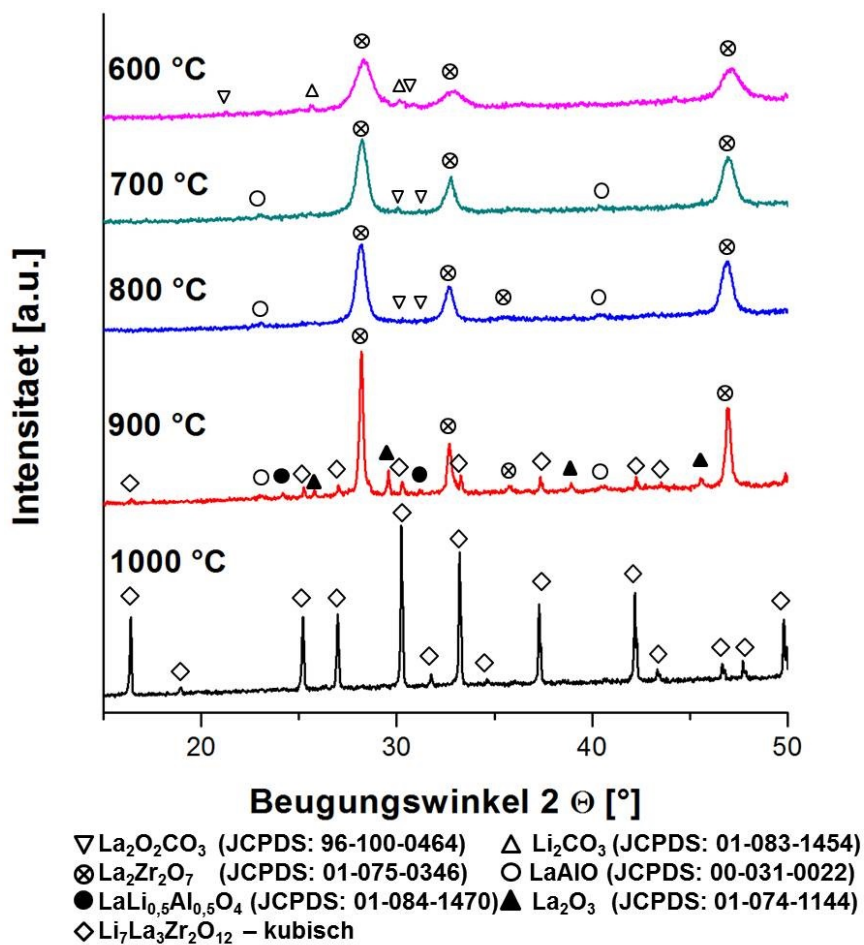 600 °C
700 °C
800 °C
900 °C
1000 °C
Intensitaet [a.u.]
20 30 40 50
Beugungswinkel 2 Θ [°]
▽ La₂O₂CO₃ (JCPDS: 96-100-0464) △ Li₂CO₃ (JCPDS: 01-083-1454)
⊗ La₂Zr₂O₇ (JCPDS: 01-075-0346) ○ LaAlO (JCPDS: 00-031-0022)
● LaLi₀,₅Al₀,₅O₄ (JCPDS: 01-084-1470) ▲ La₂O₃ (JCPDS: 01-074-1144)
◇ Li₇La₃Zr₂O₁₂ – kubisch